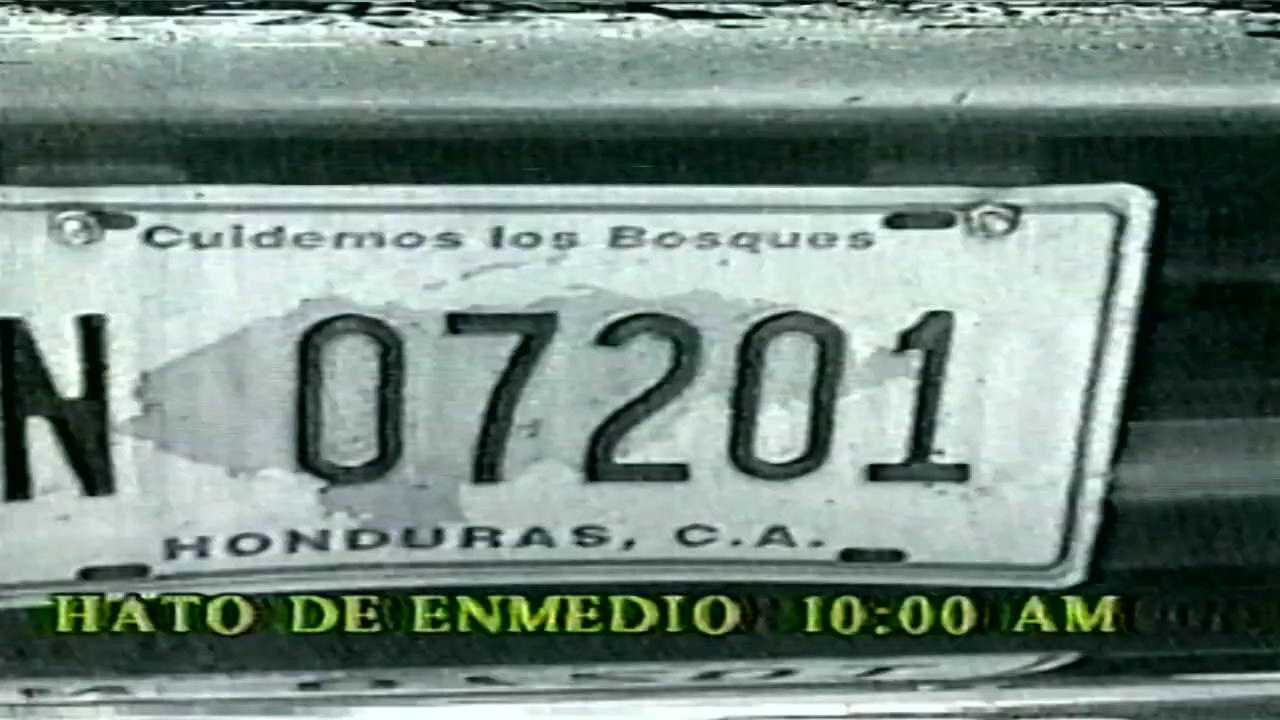 Cuidemos los Bosques
N 07201
HONDURAS, C.A.
HATO DE ENMEDIO 10:00 AM